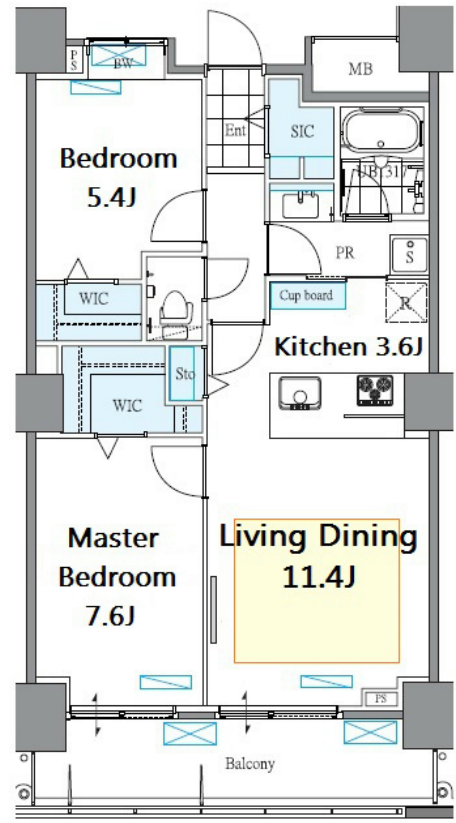 PS
BW
MB
Ent
SIC
Bedroom
5.4J
UB1317
PR
S
WIC
Cup board
R
Kitchen 3.6J
Sto
WIC
Master
Bedroom
7.6J
Living Dining
11.4J
PS
Balcony